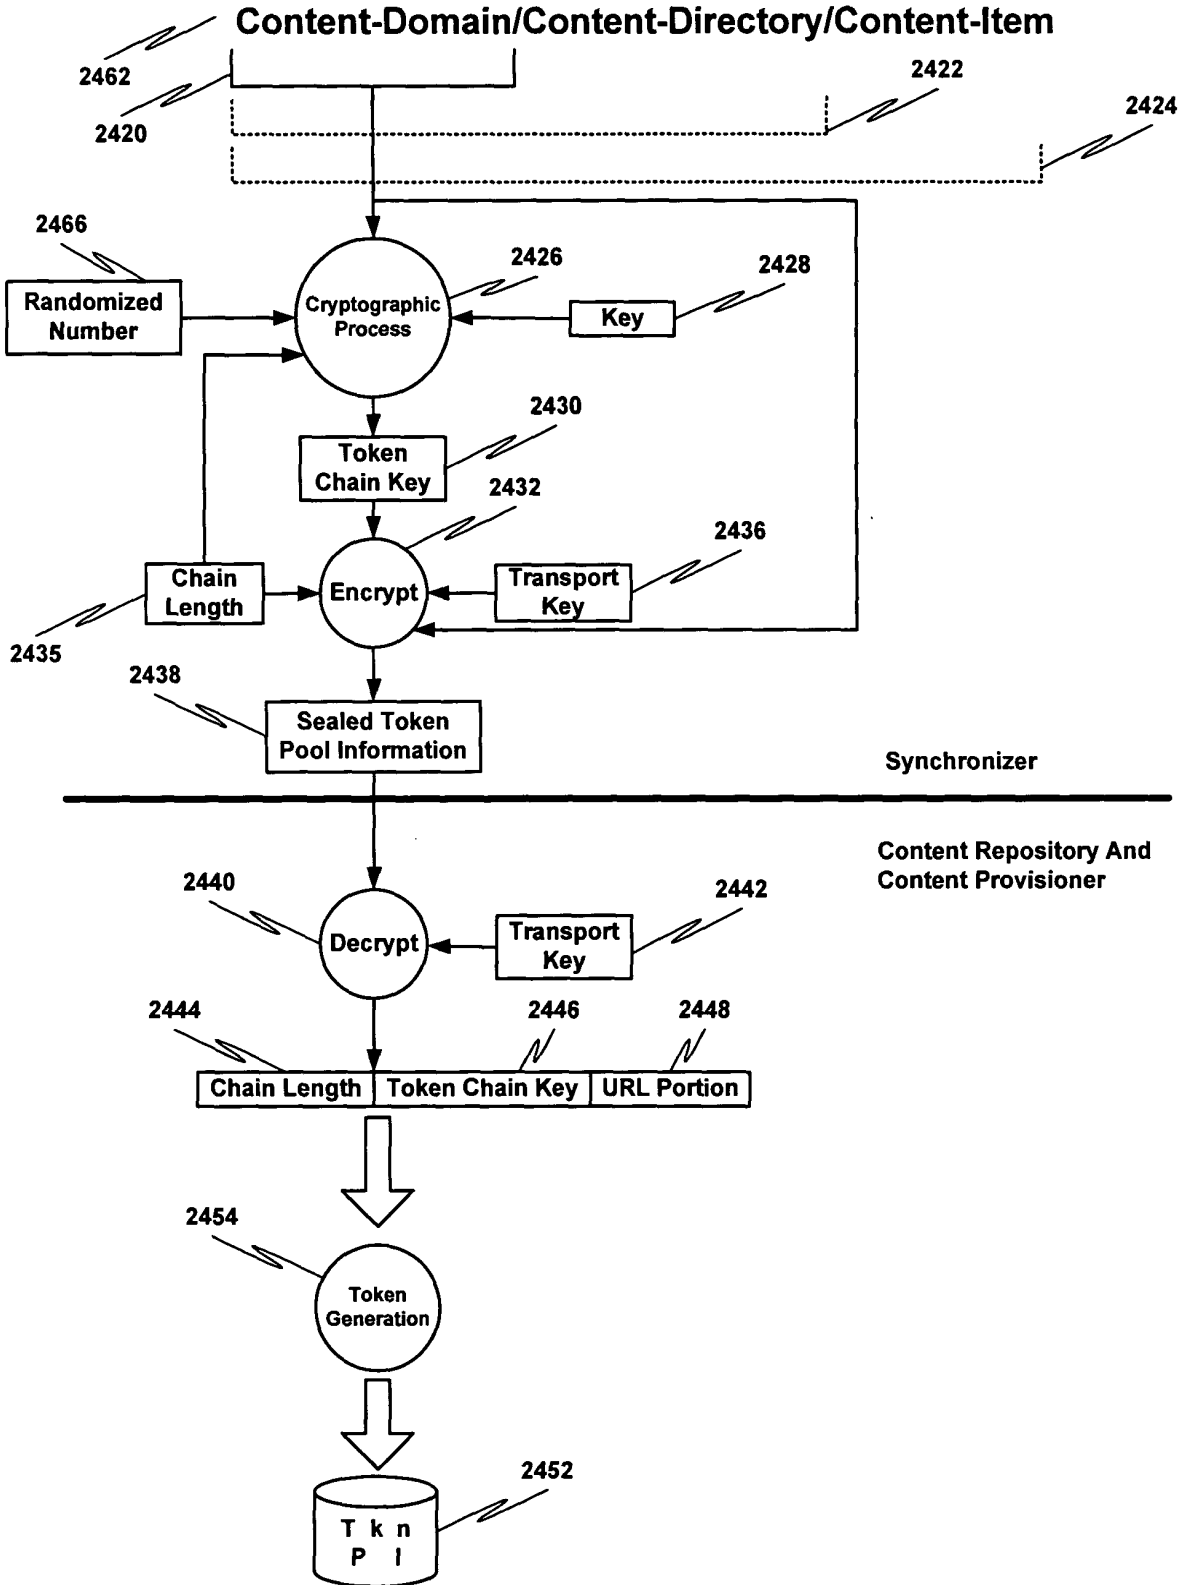 Content-Domain/Content-Directory/Content-Item
2462
2422
2420
2424
2466
2426
2428
Randomized
Number
Cryptographic
Process
Key
2430
Token
Chain Key
2432
2436
Chain
Length
Encrypt
Transport
Key
2435
2438
Sealed Token
Pool Information
Synchronizer
Content Repository And
Content Provisioner
2440
2442
Decrypt
Transport
Key
2444
2446
2448
Chain Length
Token Chain Key
URL Portion
2454
Token
Generation
2452
T k n
P l